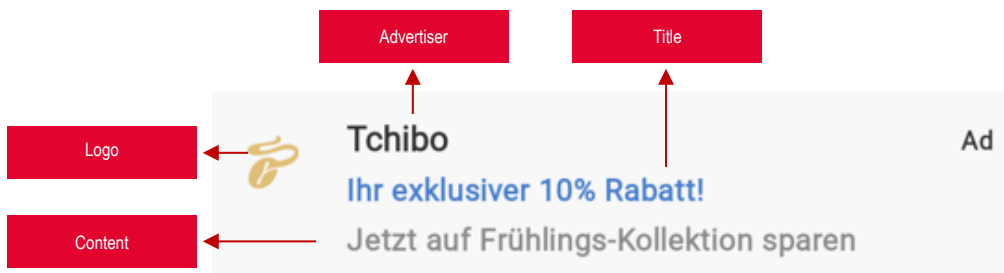 Advertiser
Title
Logo
Tchibo
Ad
Ihr exklusiver 10% Rabatt!
Content
Jetzt auf Frühlings-Kollektion sparen